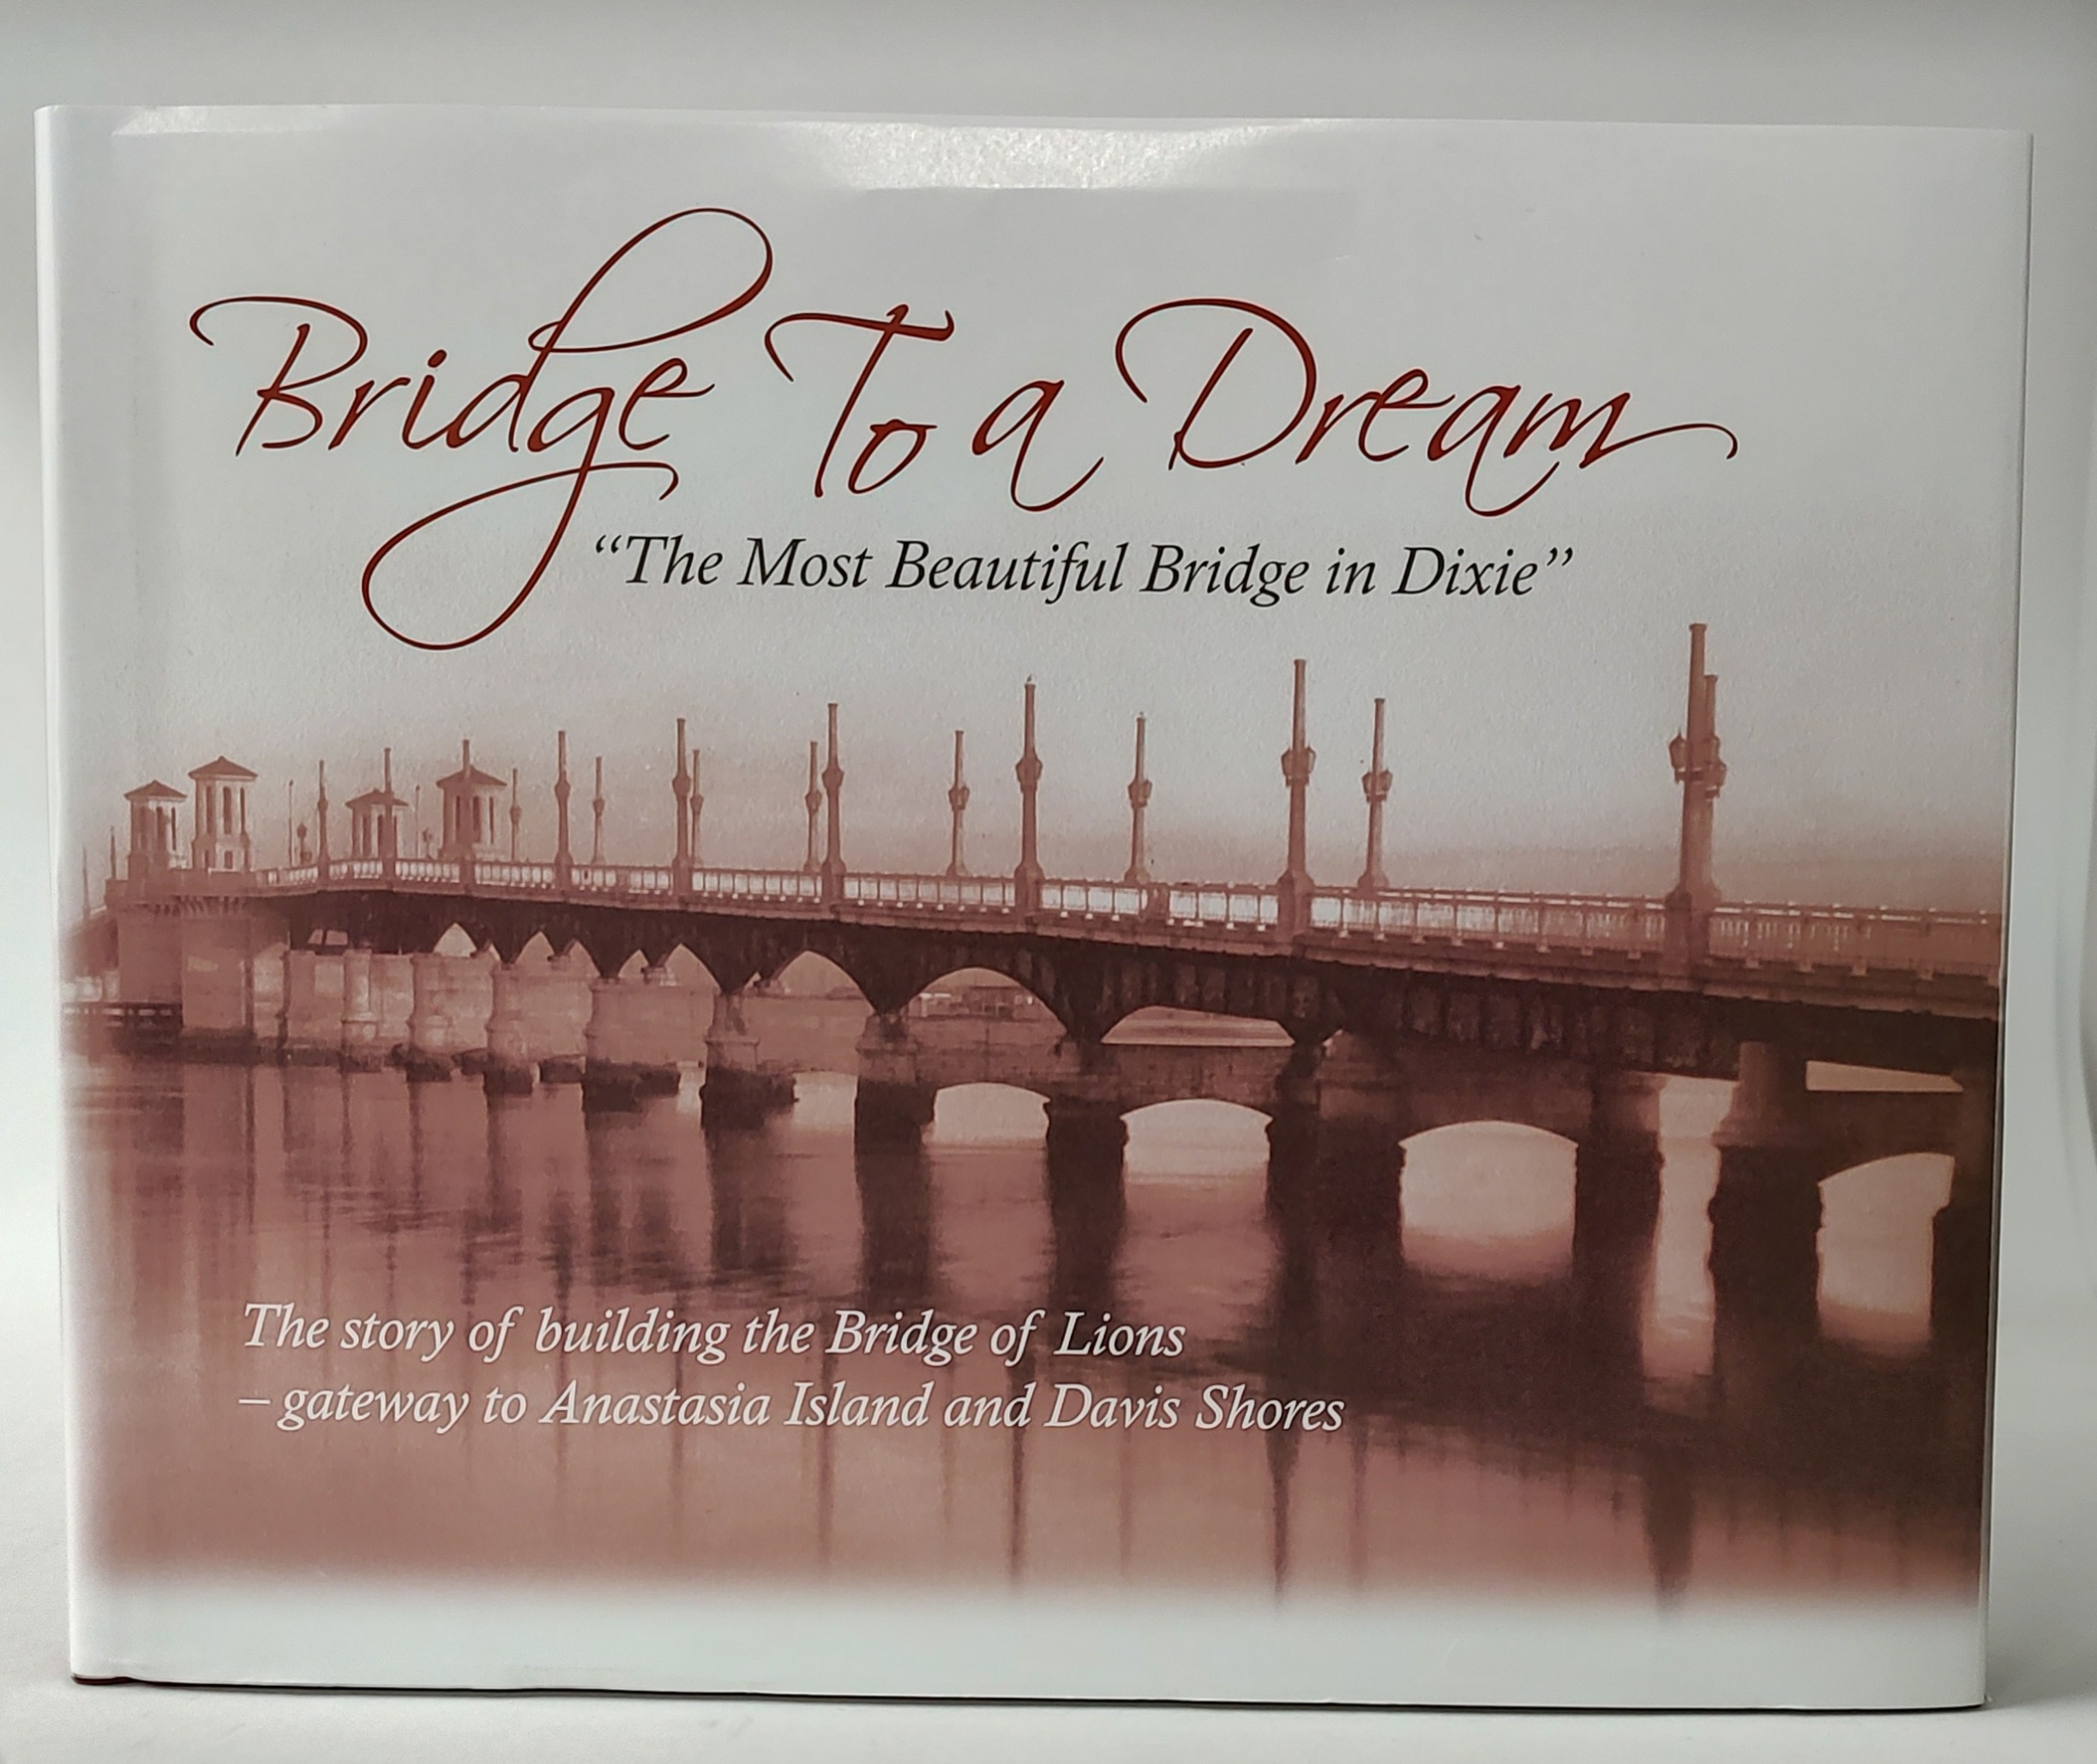 Bridge To a Dream
“The Most Beautiful Bridge in Dixie”
The story of building the Bridge of Lions
– gateway to Anastasia Island and Davis Shores